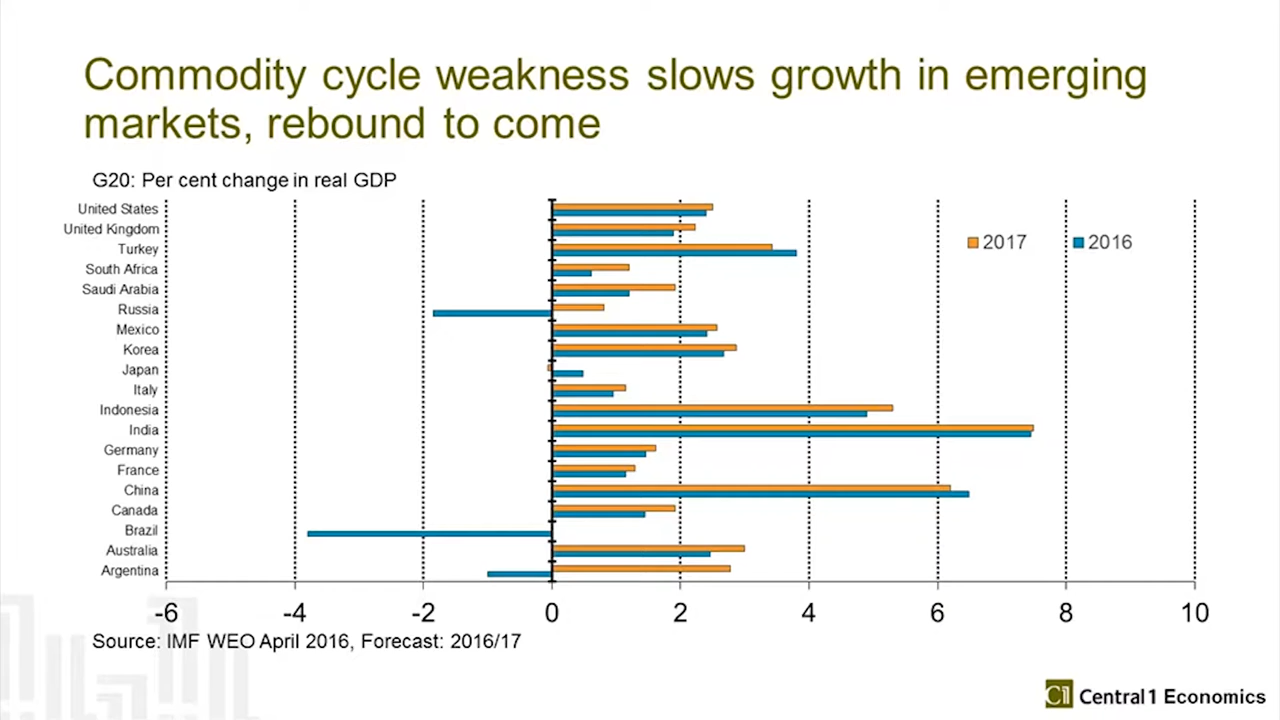 Commodity cycle weakness slows growth in emerging
markets, rebound to come
G20: Per cent change in real GDP
United States
United Kingdom
Turkey
South Africa
Saudi Arabia
Russia
Mexico
Korea
Japan
Italy
Indonesia
India
Germany
France
China
Canada
Brazil
Australia
Argentina
2017 2016
-6 -4 -2 0 2 4 6 8 10
Source: IMF WEO April 2016, Forecast: 2016/17
C1 Central 1 Economics